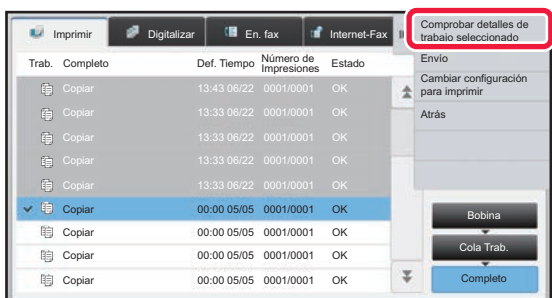 Imprimir Digitalizar En. fax Internet-Fax
Trab. Completo Def. Tiempo Número de Impresiones Estado
Copiar 13:43 06/22 0001/0001 OK
Copiar 13:33 06/22 0001/0001 OK
Copiar 13:33 06/22 0001/0001 OK
Copiar 13:33 06/22 0001/0001 OK
Copiar 13:33 06/22 0001/0001 OK
Copiar 00:00 05/05 0001/0001 OK
Copiar 00:00 05/05 0001/0001 OK
Copiar 00:00 05/05 0001/0001 OK
Copiar 00:00 05/05 0001/0001 OK
Comprobar detalles de
trabaio seleccionado
Envío
Cambiar configuración
para imprimir
Atrás
Bobina
Cola Trab.
Completo